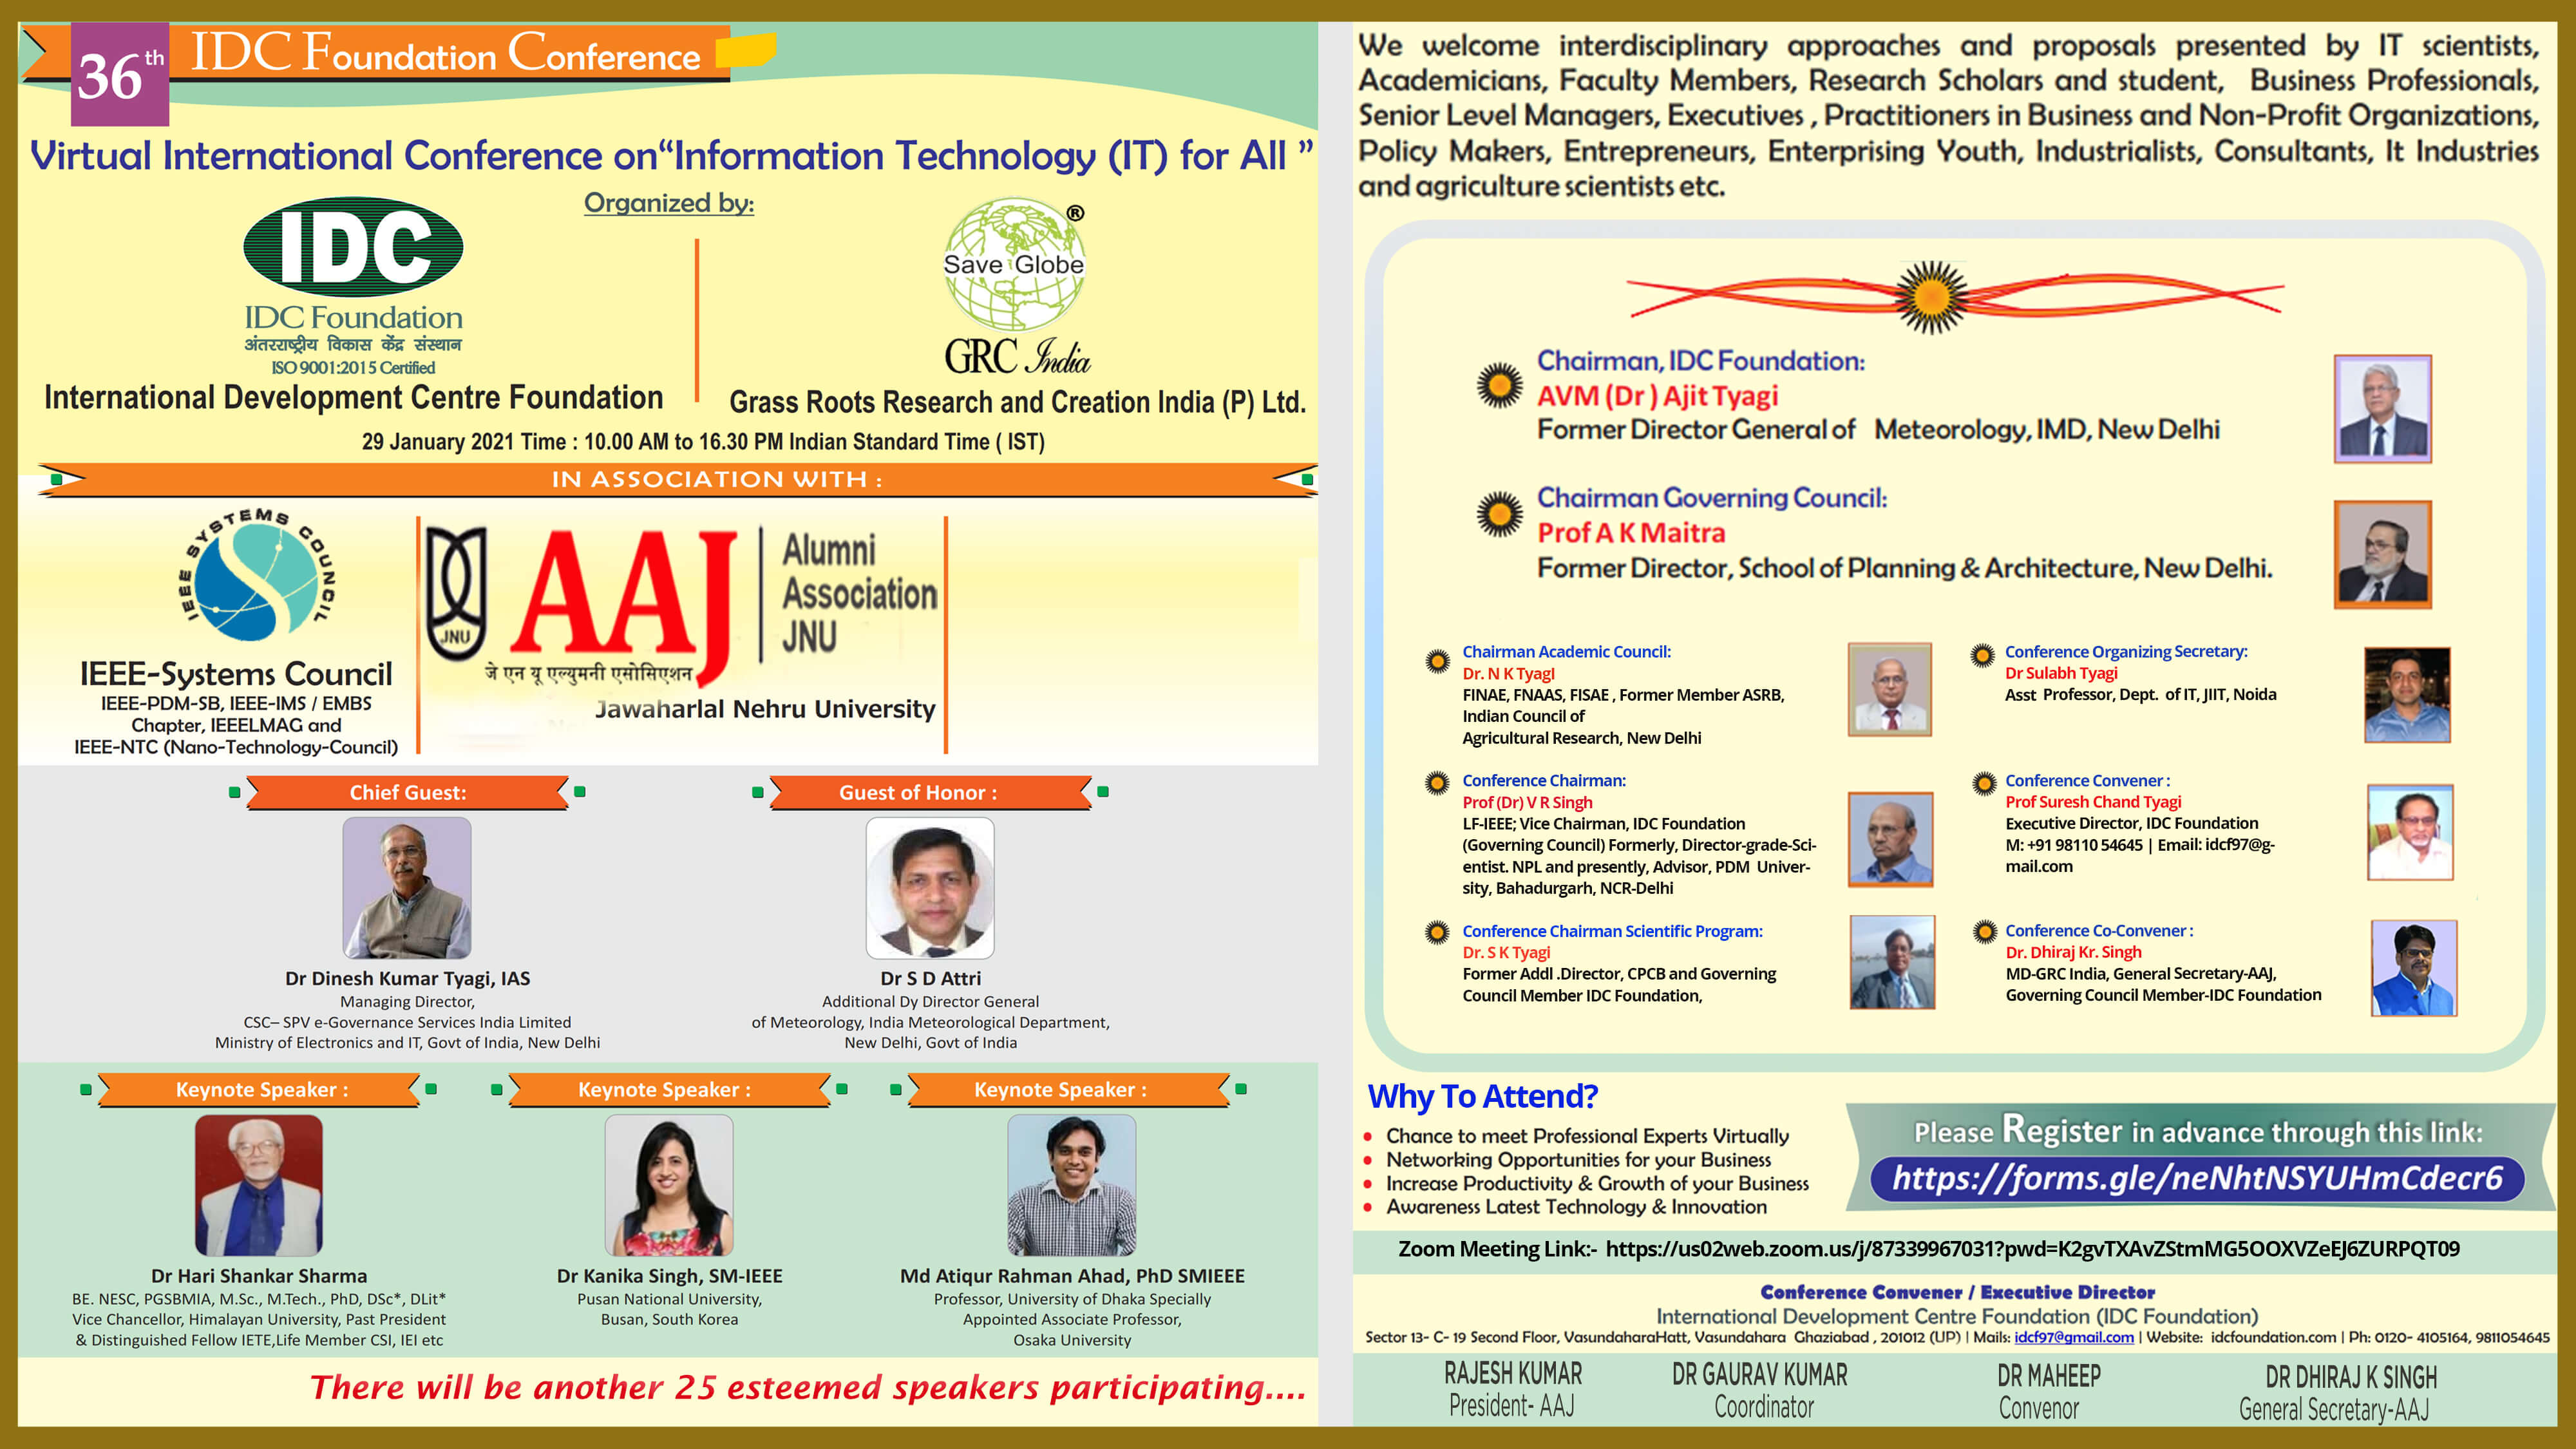 36th
IDC Foundation Conference
Virtual International Conference on“Information Technology (IT) for All ”
Organized by:
IDC
IDC Foundation
अंतरराष्ट्रीय विकास केंद्र संस्थान
ISO 9001:2015 Certified
International Development Centre Foundation
Save Globe
®
GRC India
Grass Roots Research and Creation India (P) Ltd.
29 January 2021 Time : 10.00 AM to 16.30 PM Indian Standard Time ( IST)
IN ASSOCIATION WITH :
IEEE SYSTEMS COUNCIL
IEEE-Systems Council
IEEE-PDM-SB, IEEE-IMS / EMBS
Chapter, IEEELMAG and
IEEE-NTC (Nano-Technology-Council)
JNU
AAJ
Alumni
Association
JNU
जे एन यू एल्युमनी एसोसिएशन
Jawaharlal Nehru University
Chief Guest:
Dr Dinesh Kumar Tyagi, IAS
Managing Director,
CSC– SPV e-Governance Services India Limited
Ministry of Electronics and IT, Govt of India, New Delhi
Guest of Honor :
Dr S D Attri
Additional Dy Director General
of Meteorology, India Meteorological Department,
New Delhi, Govt of India
Keynote Speaker :
Dr Hari Shankar Sharma
BE. NESC, PGSBMIA, M.Sc., M.Tech., PhD, DSc*, DLit*
Vice Chancellor, Himalayan University, Past President
& Distinguished Fellow IETE,Life Member CSI, IEI etc
Keynote Speaker :
Dr Kanika Singh, SM-IEEE
Pusan National University,
Busan, South Korea
Keynote Speaker :
Md Atiqur Rahman Ahad, PhD SMIEEE
Professor, University of Dhaka Specially
Appointed Associate Professor,
Osaka University
There will be another 25 esteemed speakers participating....
We welcome interdisciplinary approaches and proposals presented by IT scientists,
Academicians, Faculty Members, Research Scholars and student, Business Professionals,
Senior Level Managers, Executives , Practitioners in Business and Non-Profit Organizations,
Policy Makers, Entrepreneurs, Enterprising Youth, Industrialists, Consultants, It Industries
and agriculture scientists etc.
Chairman, IDC Foundation:
AVM (Dr ) Ajit Tyagi
Former Director General of Meteorology, IMD, New Delhi
Chairman Governing Council:
Prof A K Maitra
Former Director, School of Planning & Architecture, New Delhi.
Chairman Academic Council:
Dr. N K TyagI
FINAE, FNAAS, FISAE , Former Member ASRB,
Indian Council of
Agricultural Research, New Delhi
Conference Organizing Secretary:
Dr Sulabh Tyagi
Asst Professor, Dept. of IT, JIIT, Noida
Conference Chairman:
Prof (Dr) V R Singh
LF-IEEE; Vice Chairman, IDC Foundation
(Governing Council) Formerly, Director-grade-Sci-
entist. NPL and presently, Advisor, PDM Univer-
sity, Bahadurgarh, NCR-Delhi
Conference Convener :
Prof Suresh Chand Tyagi
Executive Director, IDC Foundation
M: +91 98110 54645 | Email: idcf97@g-
mail.com
Conference Chairman Scientific Program:
Dr. S K Tyagi
Former Addl .Director, CPCB and Governing
Council Member IDC Foundation,
Conference Co-Convener :
Dr. Dhiraj Kr. Singh
MD-GRC India, General Secretary-AAJ,
Governing Council Member-IDC Foundation
Why To Attend?
• Chance to meet Professional Experts Virtually
• Networking Opportunities for your Business
• Increase Productivity & Growth of your Business
• Awareness Latest Technology & Innovation
Please Register in advance through this link:
https://forms.gle/neNhtNSYUHmCdecr6
Zoom Meeting Link:- https://us02web.zoom.us/j/87339967031?pwd=K2gvTXAvZStmMG5OOXVZeEJ6ZURPQT09
Conference Convener / Executive Director
International Development Centre Foundation (IDC Foundation)
Sector 13- C- 19 Second Floor, VasundaharaHatt, Vasundahara Ghaziabad , 201012 (UP) | Mails: idcf97@gmail.com | Website: idcfoundation.com | Ph: 0120- 4105164, 9811054645
RAJESH KUMAR
President- AAJ
DR GAURAV KUMAR
Coordinator
DR MAHEEP
Convenor
DR DHIRAJ K SINGH
General Secretary-AAJ